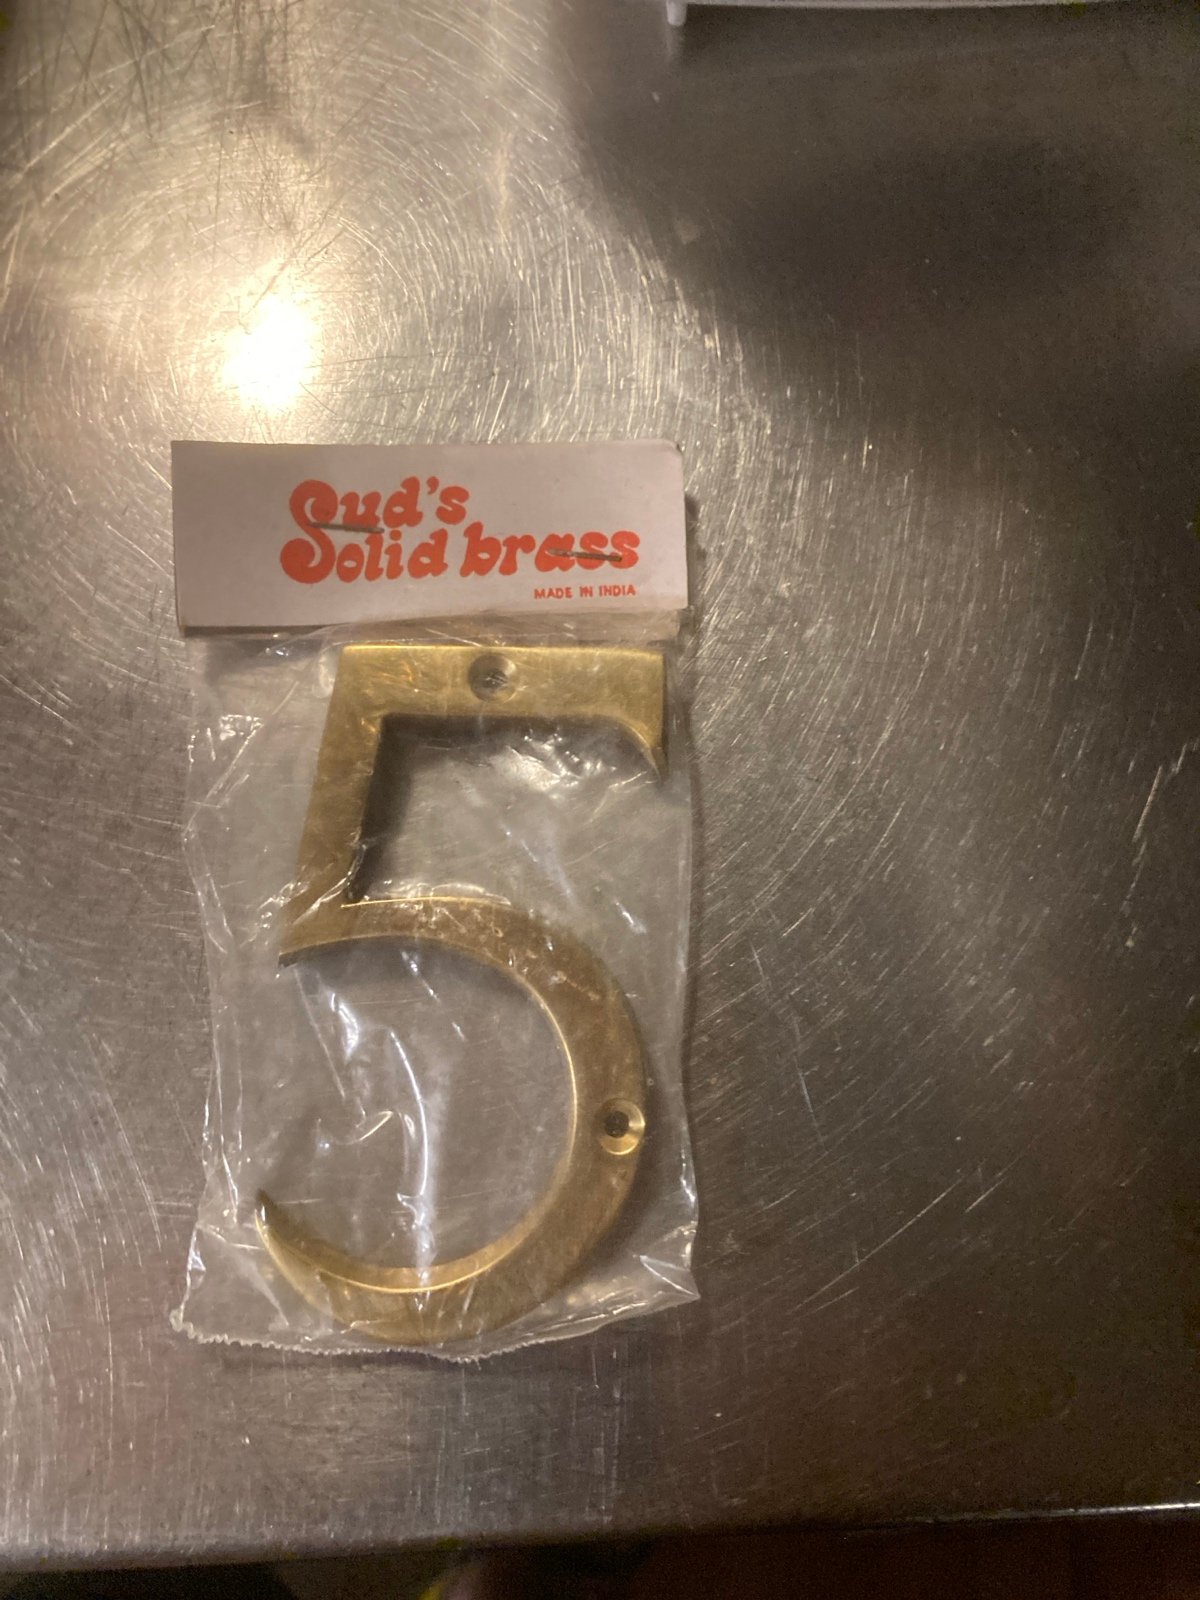 Sud's
Solid brass
MADE IN INDIA
5